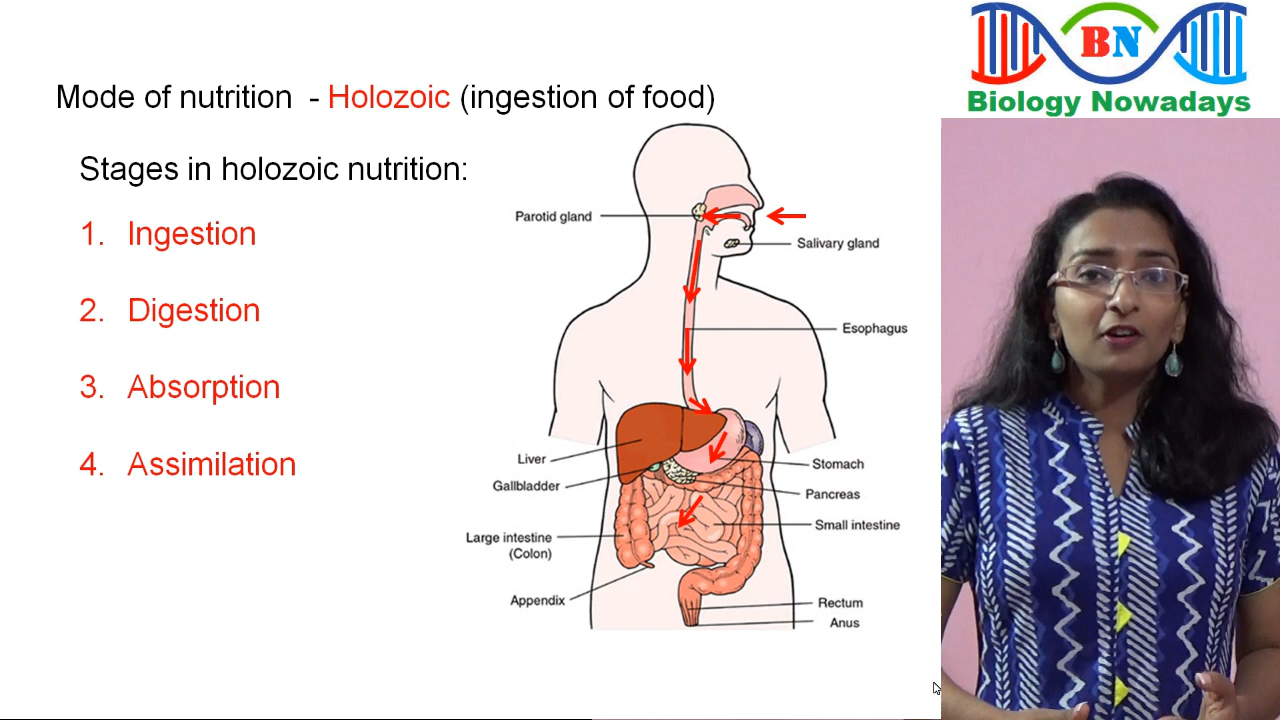 BN
Biology Nowadays
Mode of nutrition - Holozoic (ingestion of food)
Stages in holozoic nutrition:
1. Ingestion
2. Digestion
3. Absorption
4. Assimilation
Parotid gland
Salivary gland
Esophagus
Liver
Gallbladder
Stomach
Pancreas
Small intestine
Large intestine
(Colon)
Appendix
Rectum
Anus